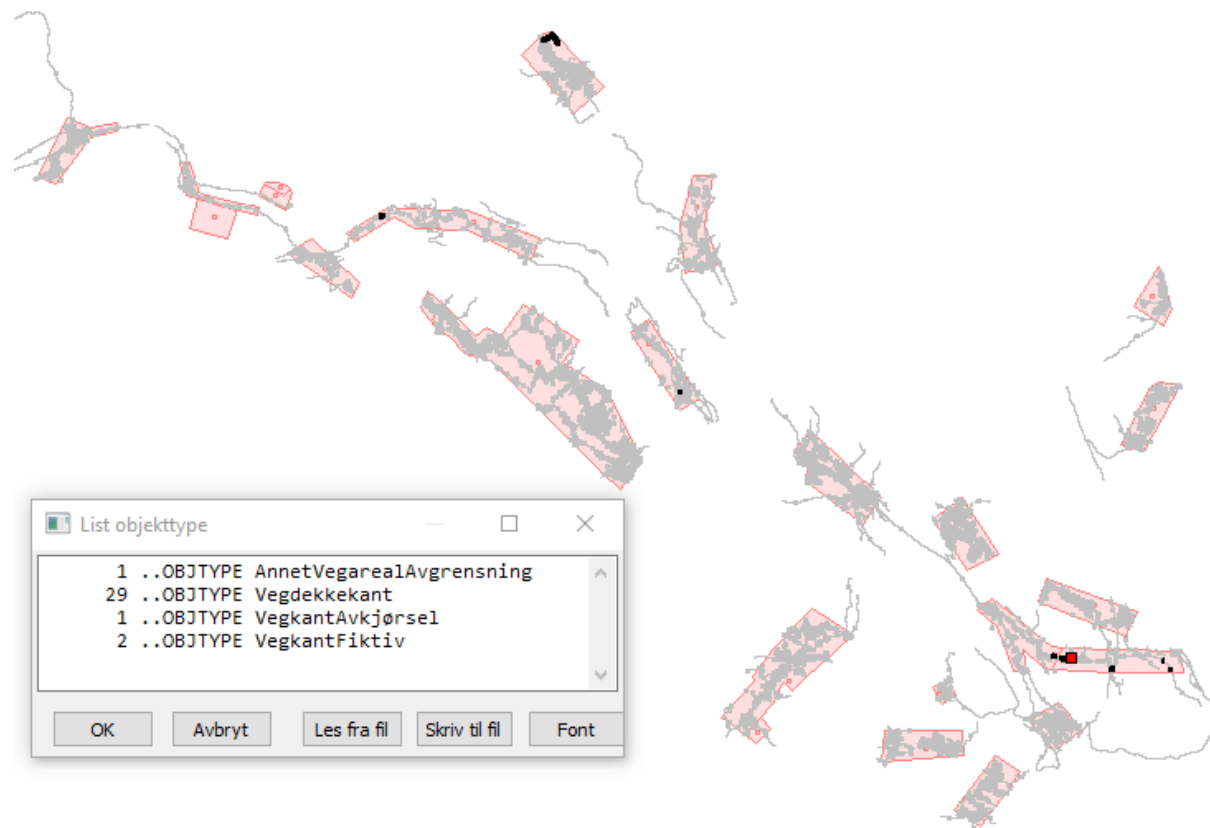 List objekttype
1 ..OBJTYPE AnnetVegarealAvgrensning
29 ..OBJTYPE Vegdekkekant
1 ..OBJTYPE VegkantAvkjørsel
2 ..OBJTYPE VegkantFiktiv
OK Avbryt Les fra fil Skriv til fil Font